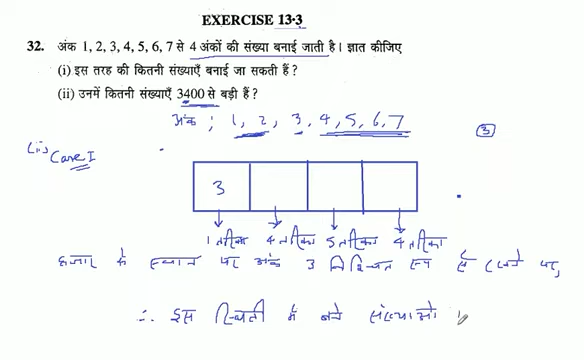 EXERCISE 13·3
32. अंक 1, 2, 3, 4, 5, 6, 7 से 4 अंकों की संख्या बनाई जाती है। ज्ञात कीजिए
(i) इस तरह की कितनी संख्याएँ बनाई जा सकती हैं ?
(ii) उनमें कितनी संख्याएँ 3400 से बड़ी हैं ?
अंक ; 1, 2, 3, 4, 5, 6, 7
3
(ii) Case I
3
1 तरीका 4 तरीका 5 तरीका 4 तरीका
हजार के स्थान पर अंक 3 निश्चित रूप से रखने पर,
∴ इस स्थिती में बने संख्याओ